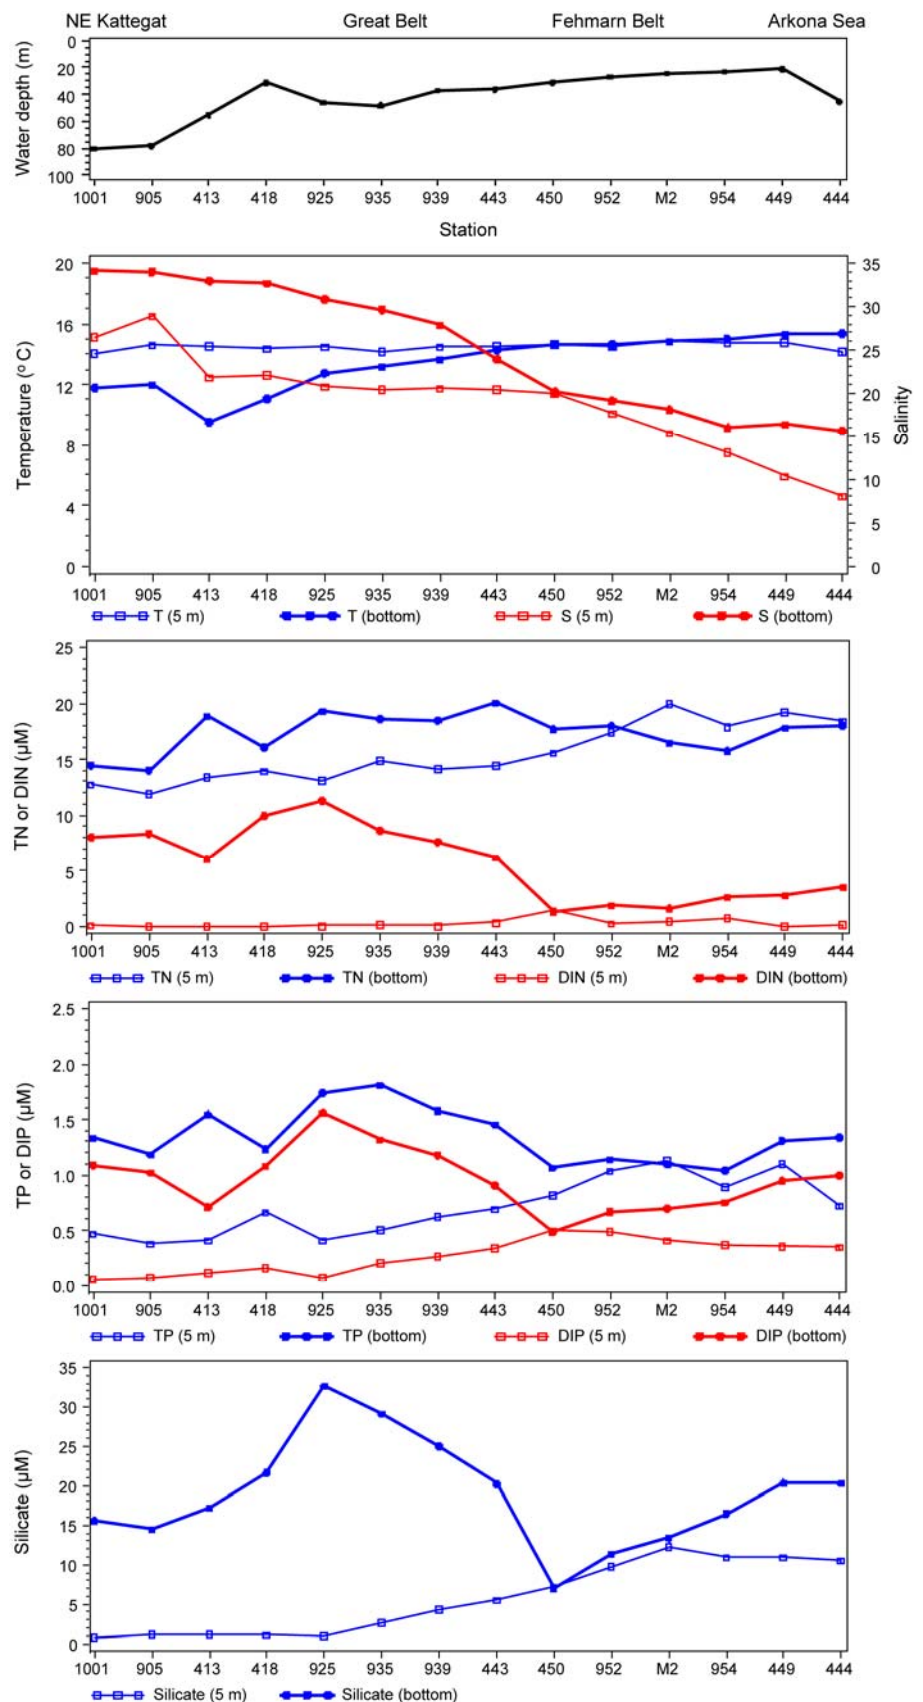 NE Kattegat Great Belt Fehmarn Belt Arkona Sea
Water depth (m)
0
20
40
60
80
100
1001 905 413 418 925 935 939 443 450 952 M2 954 449 444
Station
Temperature (°C)
20
16
12
8
4
0
Salinity
35
30
25
20
15
10
5
0
1001 905 413 418 925 935 939 443 450 952 M2 954 449 444
T (5 m) T (bottom) S (5 m) S (bottom)
TN or DIN (µM)
25
20
15
10
5
0
1001 905 413 418 925 935 939 443 450 952 M2 954 449 444
TN (5 m) TN (bottom) DIN (5 m) DIN (bottom)
TP or DIP (µM)
2.5
2.0
1.5
1.0
0.5
0.0
1001 905 413 418 925 935 939 443 450 952 M2 954 449 444
TP (5 m) TP (bottom) DIP (5 m) DIP (bottom)
Silicate (µM)
35
30
25
20
15
10
5
0
1001 905 413 418 925 935 939 443 450 952 M2 954 449 444
Silicate (5 m) Silicate (bottom)